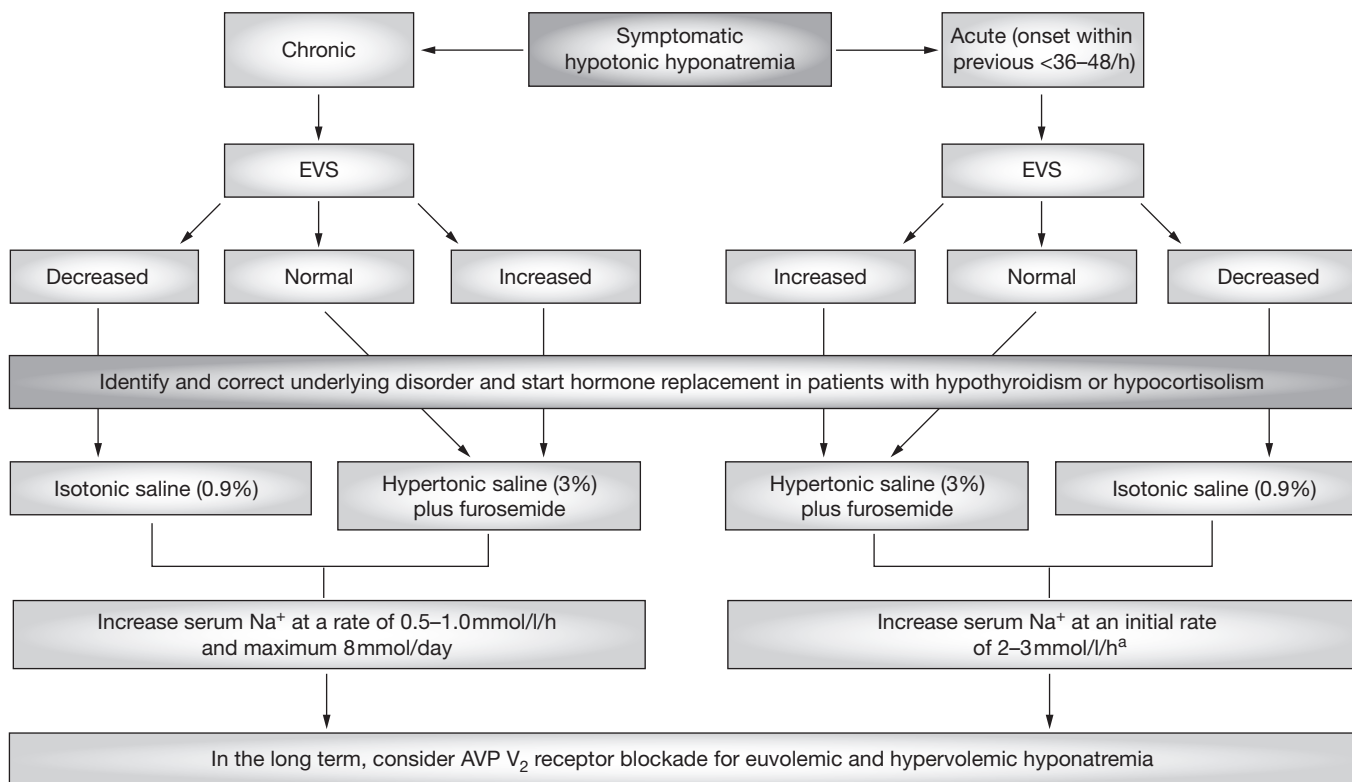 Chronic
Symptomatic
hypotonic hyponatremia
Acute (onset within
previous <36–48/h)
EVS
EVS
Decreased
Normal
Increased
Increased
Normal
Decreased
Identify and correct underlying disorder and start hormone replacement in patients with hypothyroidism or hypocortisolism
Isotonic saline (0.9%)
Hypertonic saline (3%)
plus furosemide
Hypertonic saline (3%)
plus furosemide
Isotonic saline (0.9%)
Increase serum Na⁺ at a rate of 0.5–1.0 mmol/l/h
and maximum 8 mmol/day
Increase serum Na⁺ at an initial rate
of 2–3 mmol/l/hᵃ
In the long term, consider AVP V₂ receptor blockade for euvolemic and hypervolemic hyponatremia